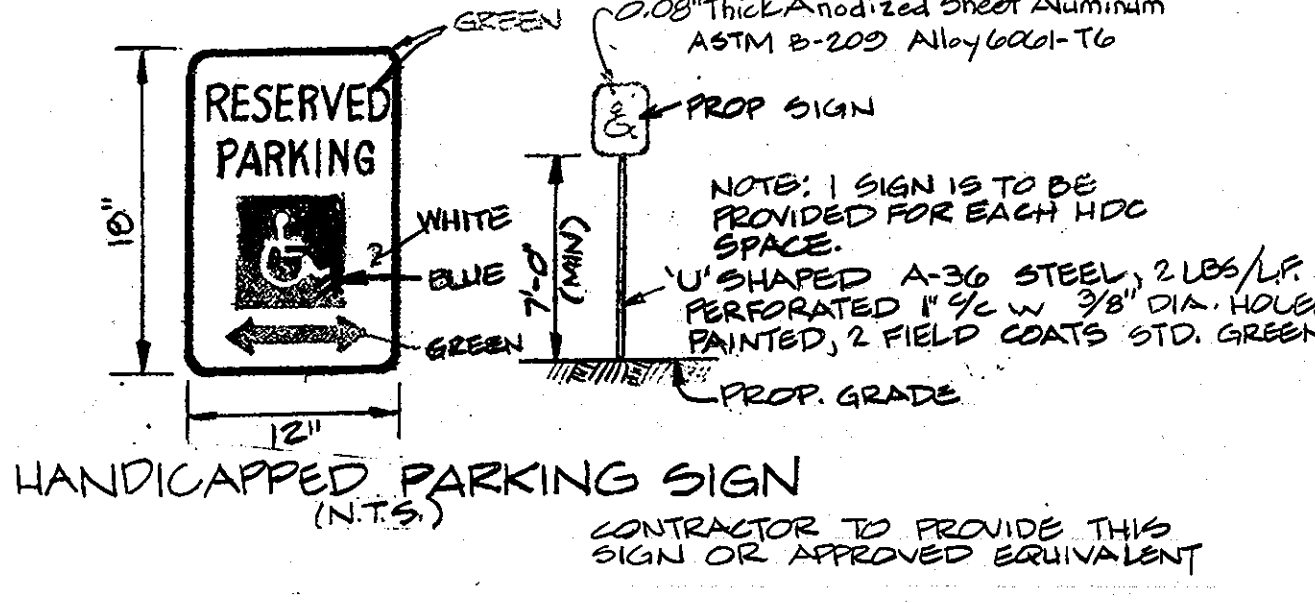 GREEN
RESERVED
PARKING
WHITE
BLUE
GREEN
18"
12"
0.08" Thick Anodized Sheet Aluminum
ASTM B-209 Alloy 6061-T6
PROP SIGN
7'-0"
(MIN)
NOTE: 1 SIGN IS TO BE
PROVIDED FOR EACH HDC
SPACE.
'U' SHAPED A-36 STEEL, 2 LBS/L.F.
PERFORATED 1" C/C W 3/8" DIA. HOLE
PAINTED, 2 FIELD COATS STD. GREEN
PROP. GRADE
HANDICAPPED PARKING SIGN
(N.T.S.)
CONTRACTOR TO PROVIDE THIS
SIGN OR APPROVED EQUIVALENT